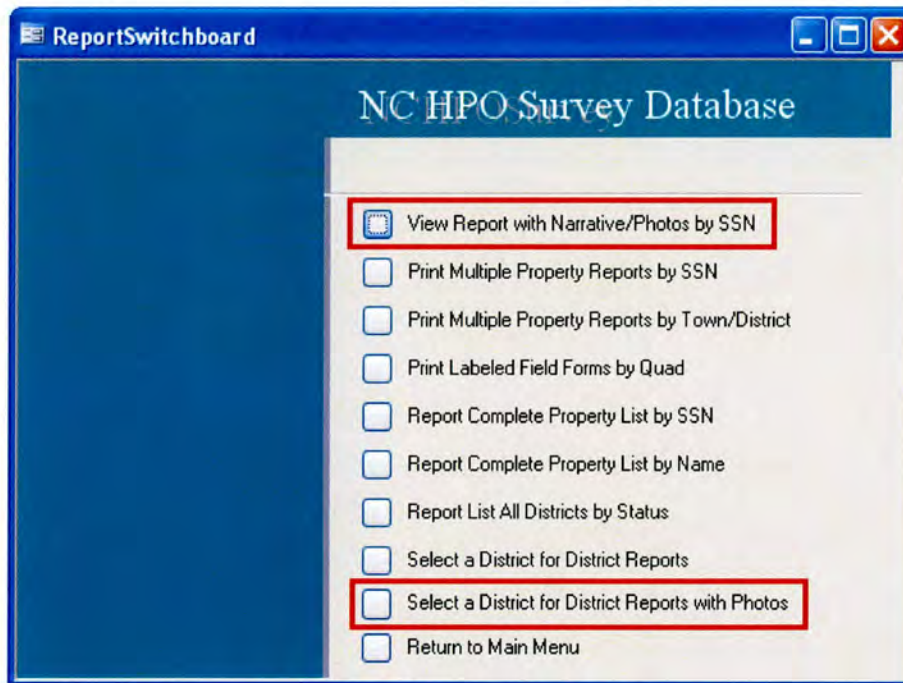 ReportSwitchboard
NC HPO Survey Database
View Report with Narrative/Photos by SSN
Print Multiple Property Reports by SSN
Print Multiple Property Reports by Town/District
Print Labeled Field Forms by Quad
Report Complete Property List by SSN
Report Complete Property List by Name
Report List All Districts by Status
Select a District for District Reports
Select a District for District Reports with Photos
Return to Main Menu